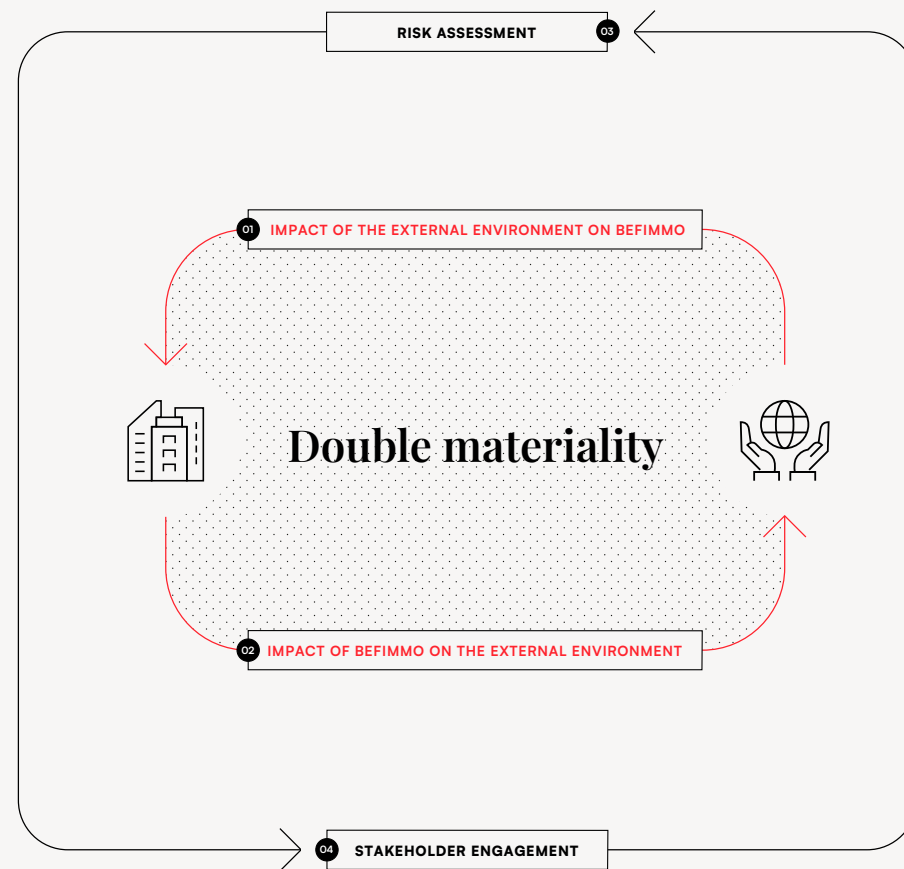 RISK ASSESSMENT 03
01 IMPACT OF THE EXTERNAL ENVIRONMENT ON BEFIMMO
Double materiality
02 IMPACT OF BEFIMMO ON THE EXTERNAL ENVIRONMENT
04 STAKEHOLDER ENGAGEMENT